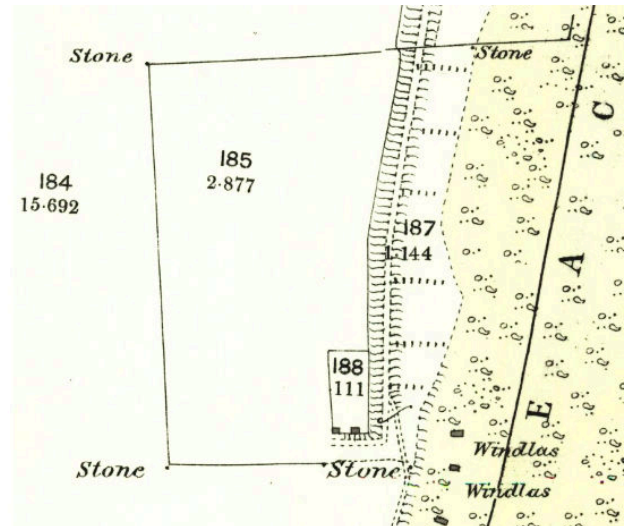 Stone
Stone
184
15·692
185
2·877
187
1·144
188
·111
C
A
E
Stone
Stone
Windlas
Windlas